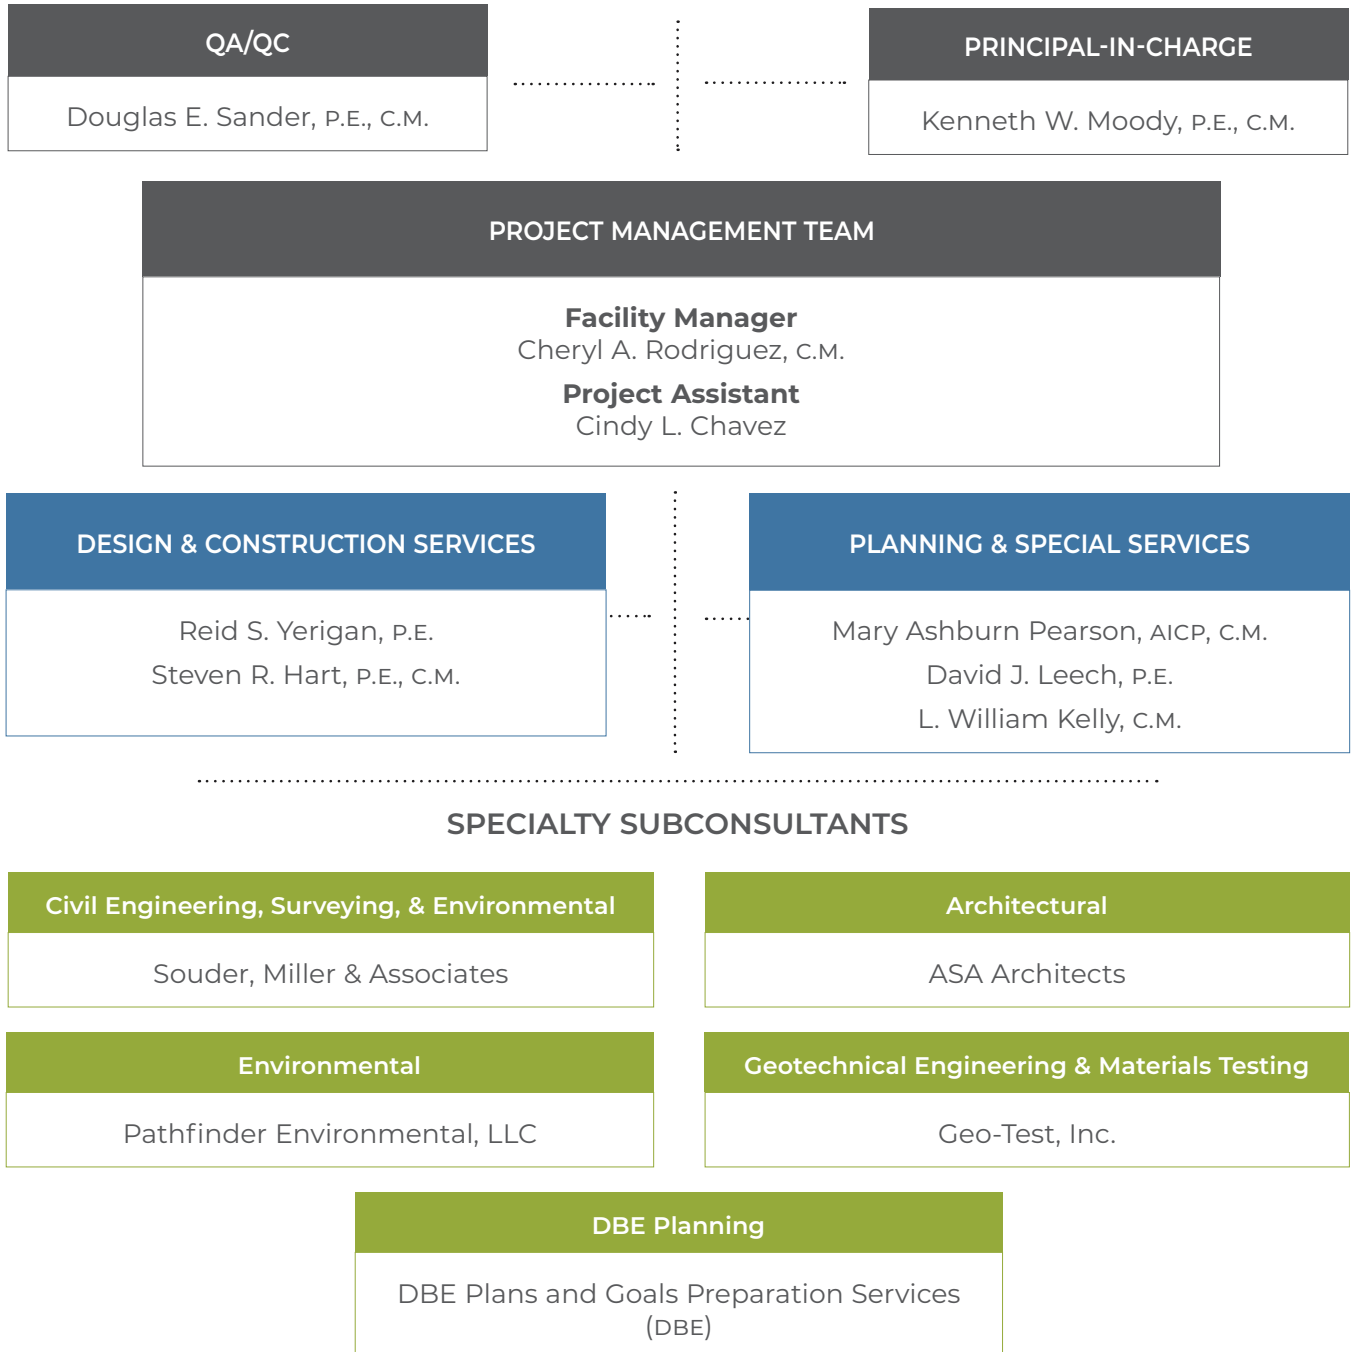 QA/QC
Douglas E. Sander, P.E., C.M.
PRINCIPAL-IN-CHARGE
Kenneth W. Moody, P.E., C.M.
PROJECT MANAGEMENT TEAM
Facility Manager
Cheryl A. Rodriguez, C.M.
Project Assistant
Cindy L. Chavez
DESIGN & CONSTRUCTION SERVICES
Reid S. Yerigan, P.E.
Steven R. Hart, P.E., C.M.
PLANNING & SPECIAL SERVICES
Mary Ashburn Pearson, AICP, C.M.
David J. Leech, P.E.
L. William Kelly, C.M.
SPECIALTY SUBCONSULTANTS
Civil Engineering, Surveying, & Environmental
Souder, Miller & Associates
Architectural
ASA Architects
Environmental
Pathfinder Environmental, LLC
Geotechnical Engineering & Materials Testing
Geo-Test, Inc.
DBE Planning
DBE Plans and Goals Preparation Services
(DBE)